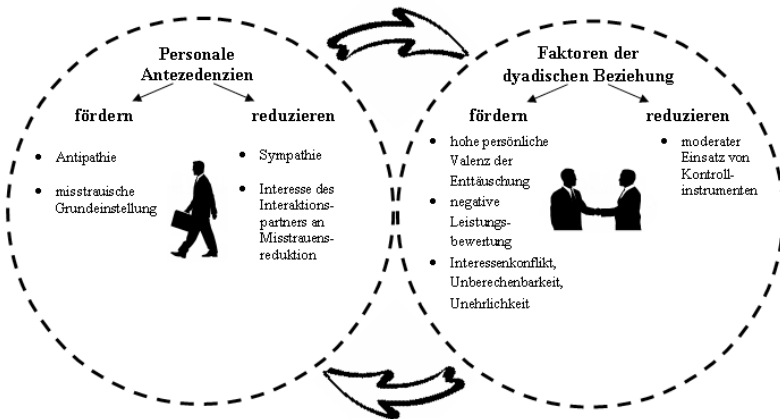 Personale
Antezedenzien
fördern
reduzieren
• Antipathie
• misstrauische
Grundeinstellung
• Sympathie
• Interesse des
Interaktions-
partners an
Misstrauens-
reduktion
Faktoren der
dyadischen Beziehung
fördern
reduzieren
• hohe persönliche
Valenz der
Enttäuschung
• negative
Leistungs-
bewertung
• Interessenkonflikt,
Unberechenbarkeit,
Unehrlichkeit
• moderater
Einsatz von
Kontroll-
instrumenten